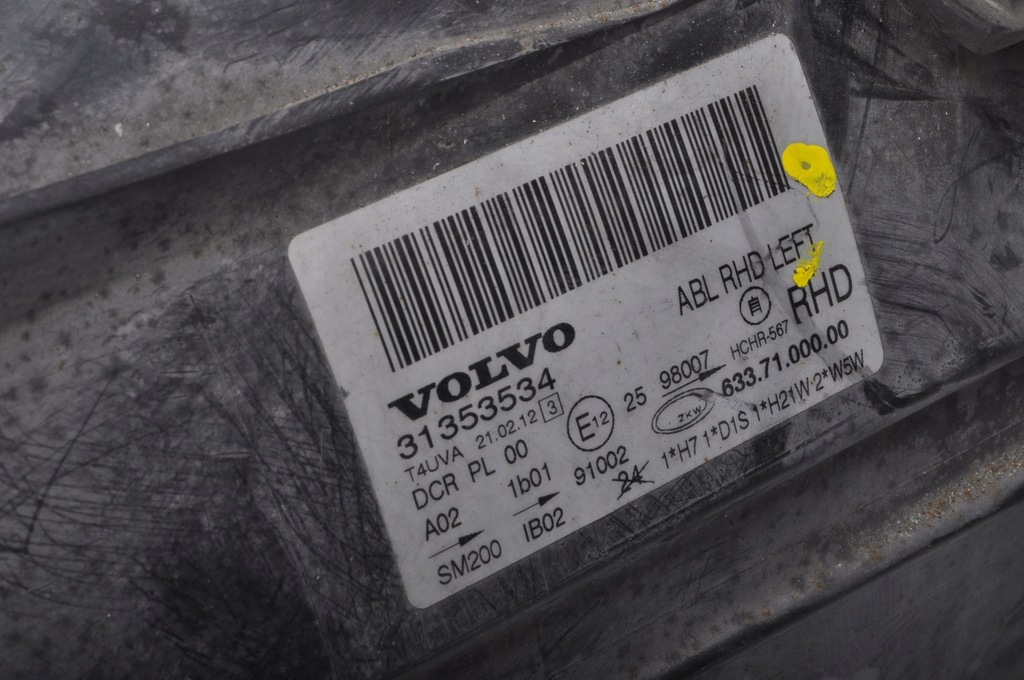 ABL RHD LEFT
自 RHD
VOLVO
31353534
HCHR-567
T4UVA 21.02.12 3
E12 25 98007
ZKW 633.71.000.00
DCR PL 00
1*H7 1*D1S 1*H21W 2*W5W
A02 1b01 91002
24
SM200 IB02